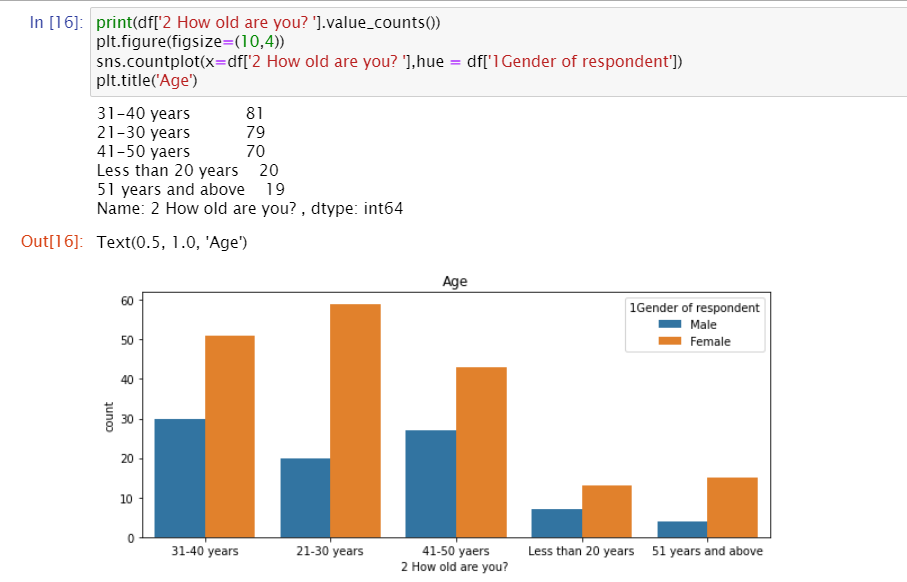 In [16]: print(df['2 How old are you? '].value_counts())
plt.figure(figsize=(10,4))
sns.countplot(x=df['2 How old are you? '],hue = df['1Gender of respondent'])
plt.title('Age')
31-40 years 81
21-30 years 79
41-50 yaers 70
Less than 20 years 20
51 years and above 19
Name: 2 How old are you? , dtype: int64
Out[16]: Text(0.5, 1.0, 'Age')
Age
1Gender of respondent
Male
Female
60
50
40
30
20
10
0
count
31-40 years 21-30 years 41-50 yaers Less than 20 years 51 years and above
2 How old are you?